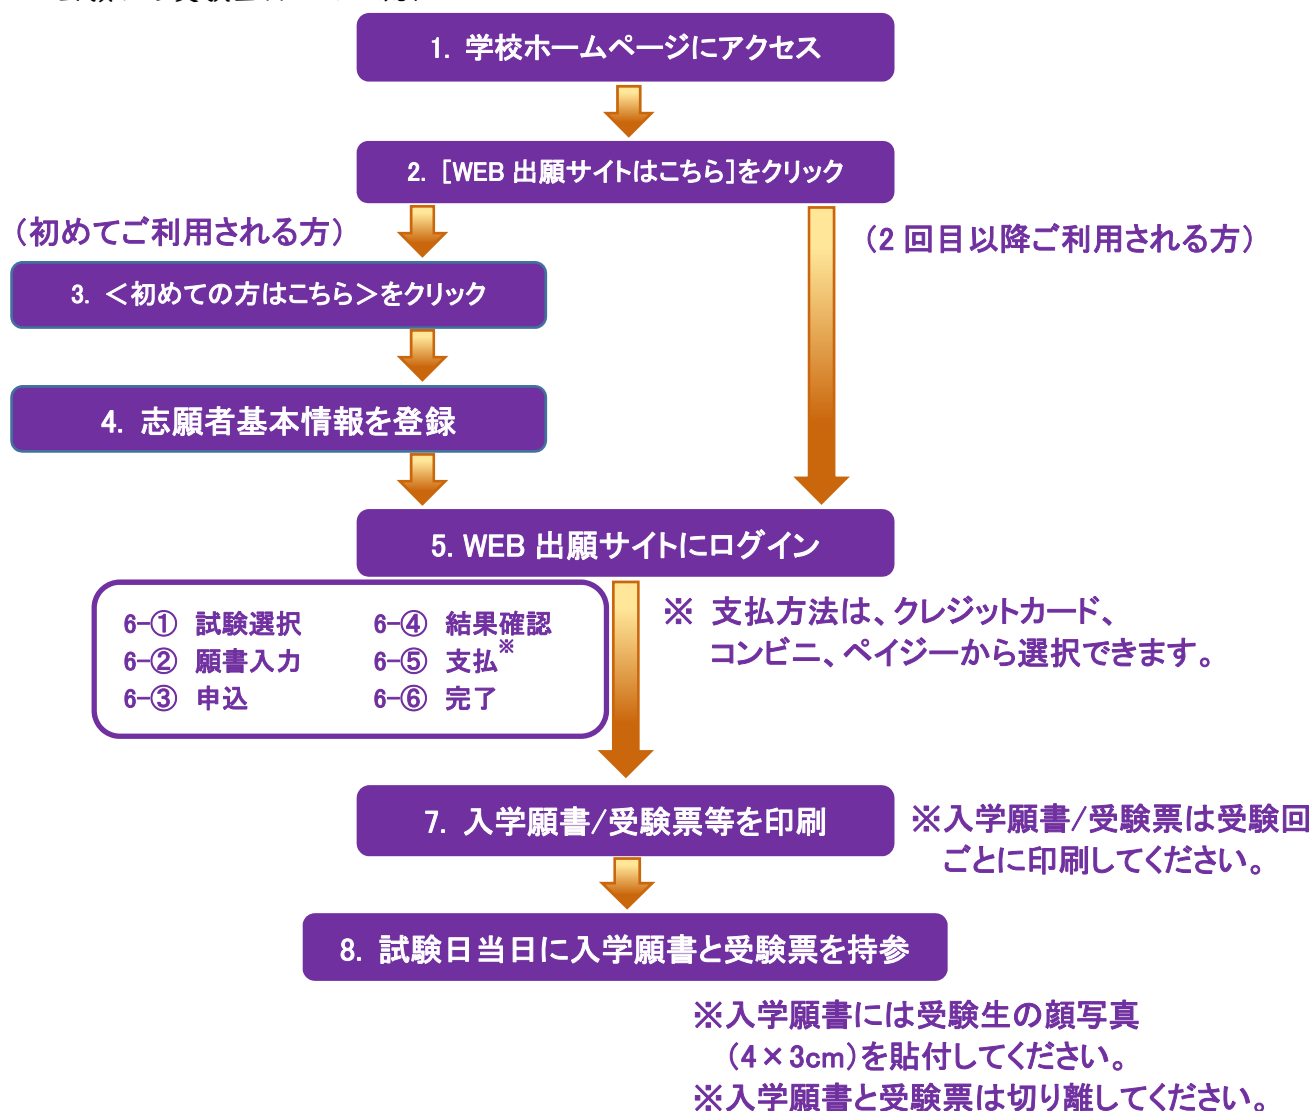 1. 学校ホームページにアクセス
2. [WEB 出願サイトはこちら]をクリック
(初めてご利用される方)
(2 回目以降ご利用される方)
3. <初めての方はこちら>をクリック
4. 志願者基本情報を登録
5. WEB 出願サイトにログイン
6-① 試験選択
6-② 願書入力
6-③ 申込
6-④ 結果確認
6-⑤ 支払※
6-⑥ 完了
※ 支払方法は、クレジットカード、
コンビニ、ペイジーから選択できます。
7. 入学願書/受験票等を印刷
※入学願書/受験票は受験回
ごとに印刷してください。
8. 試験日当日に入学願書と受験票を持参
※入学願書には受験生の顔写真
(4×3cm)を貼付してください。
※入学願書と受験票は切り離してください。